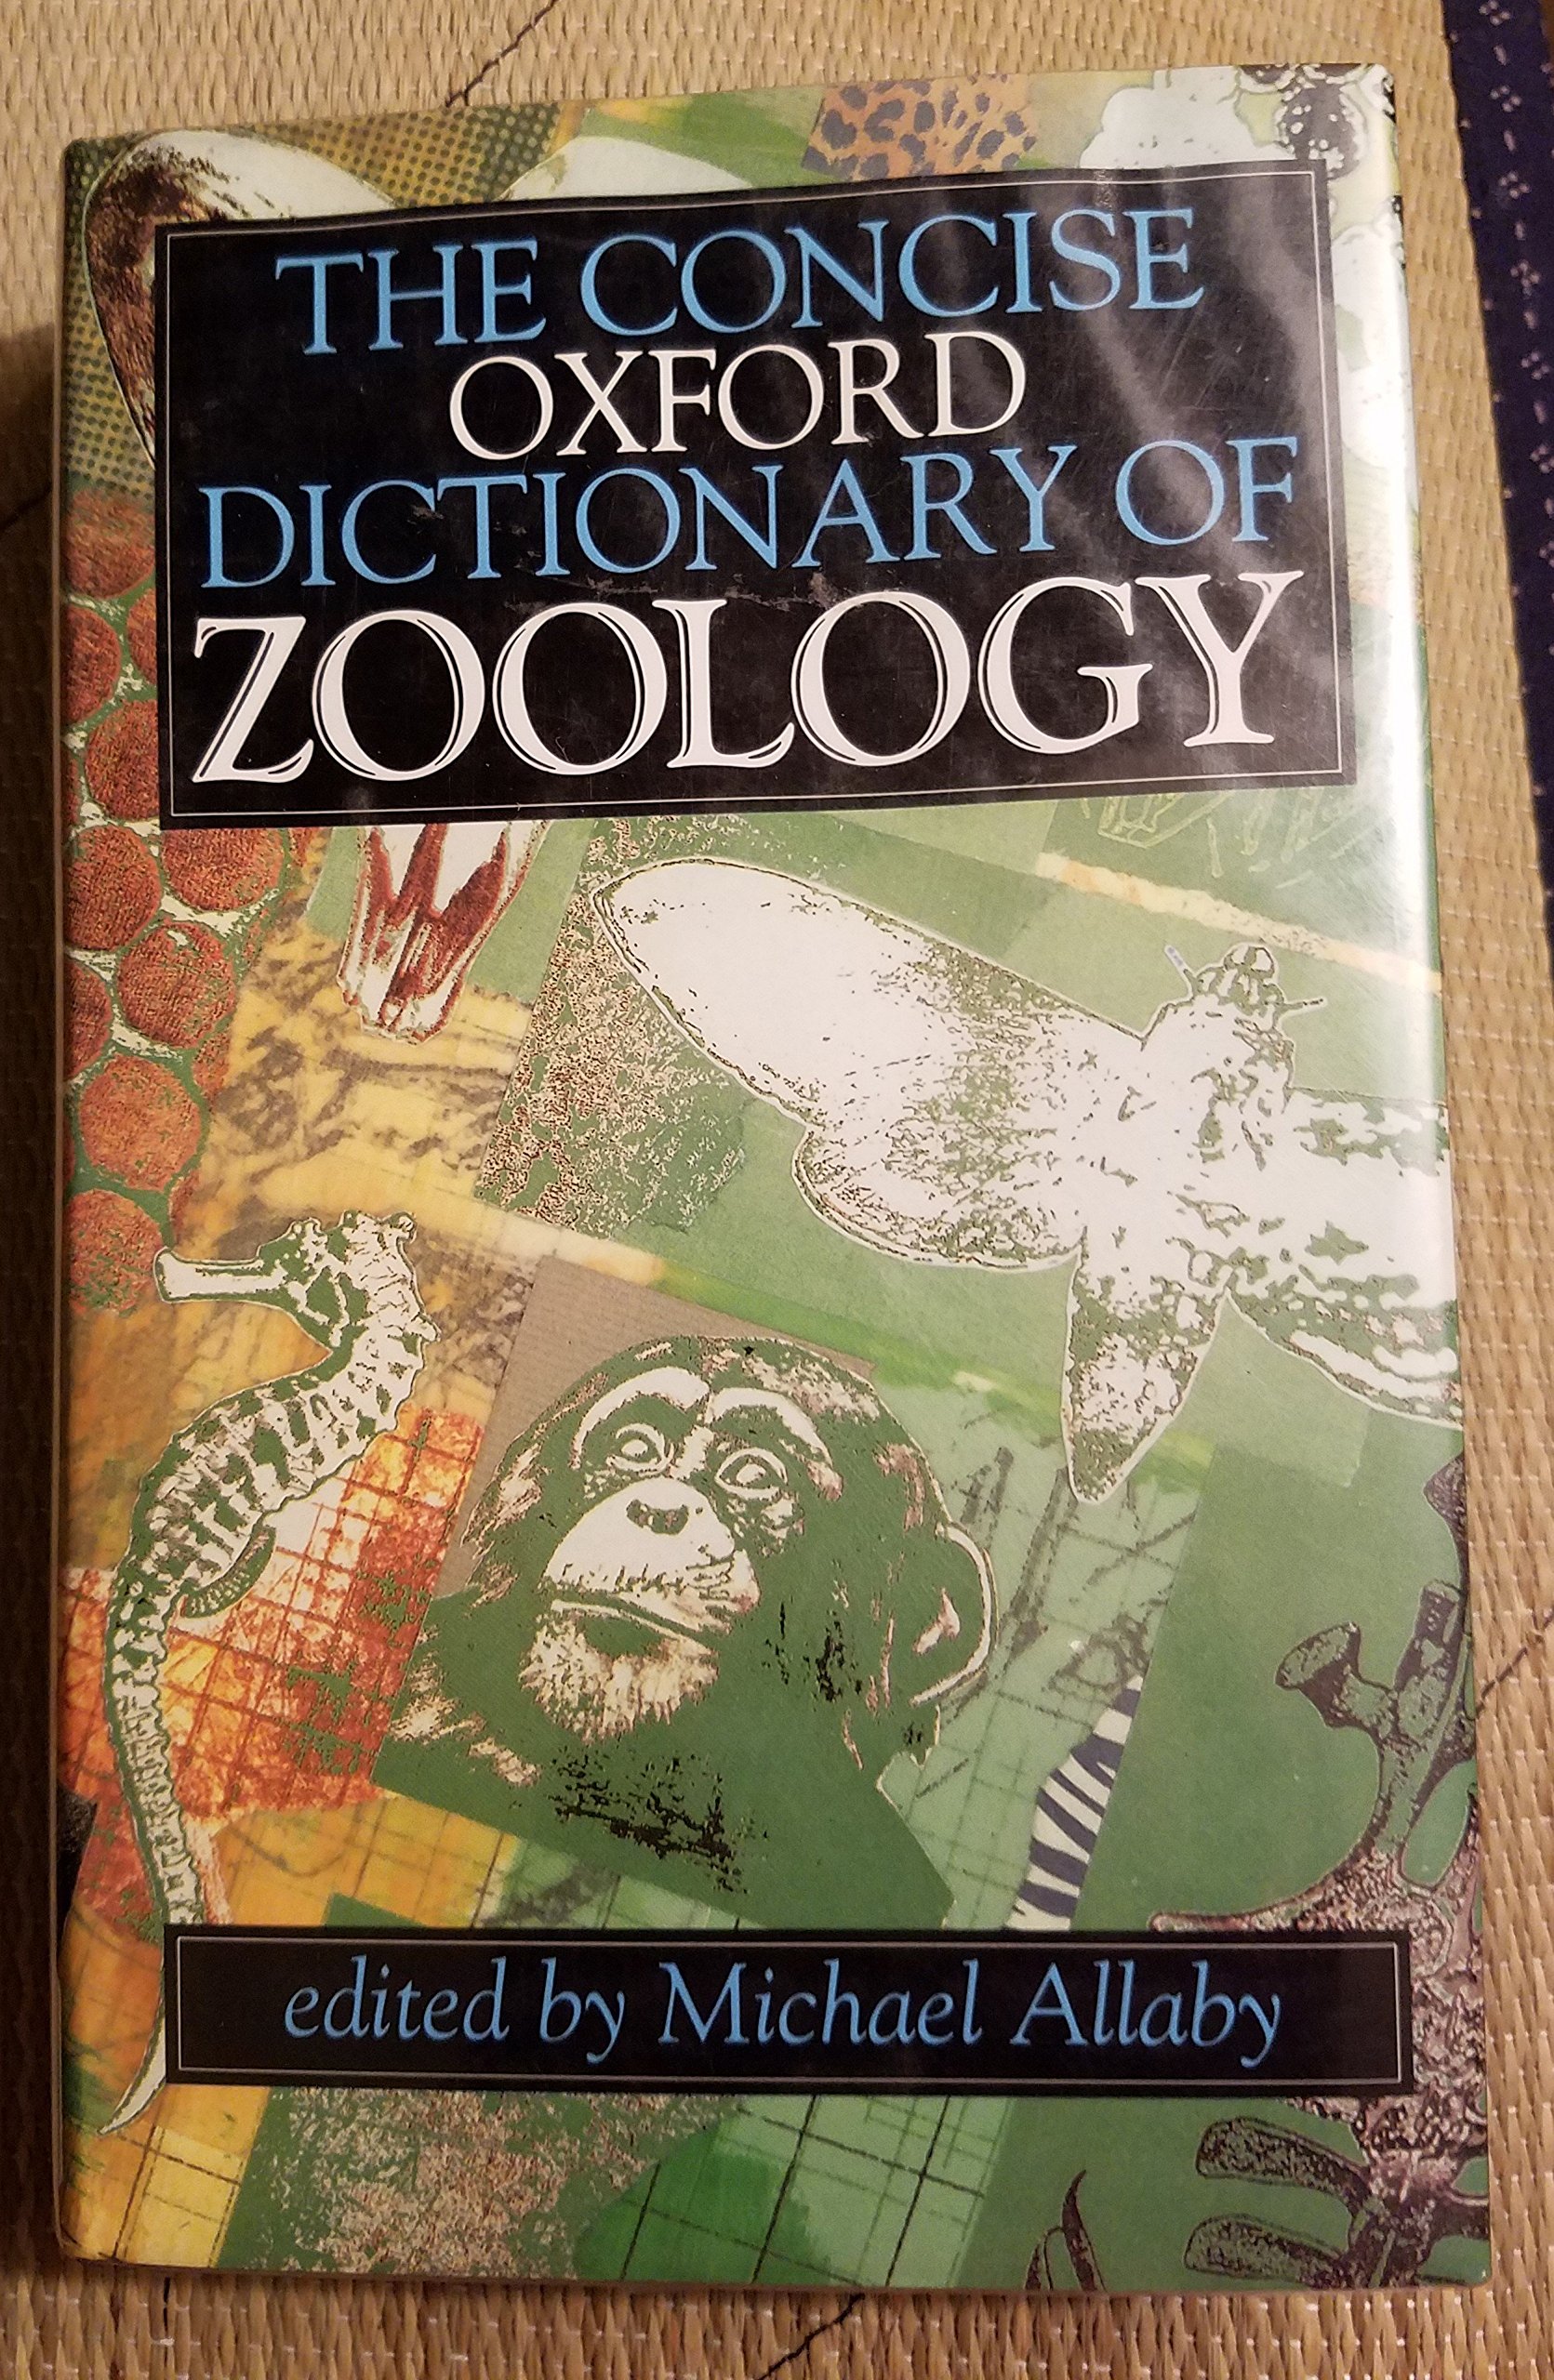 THE CONCISE
OXFORD
DICTIONARY OF
ZOOLOGY
edited by Michael Allaby